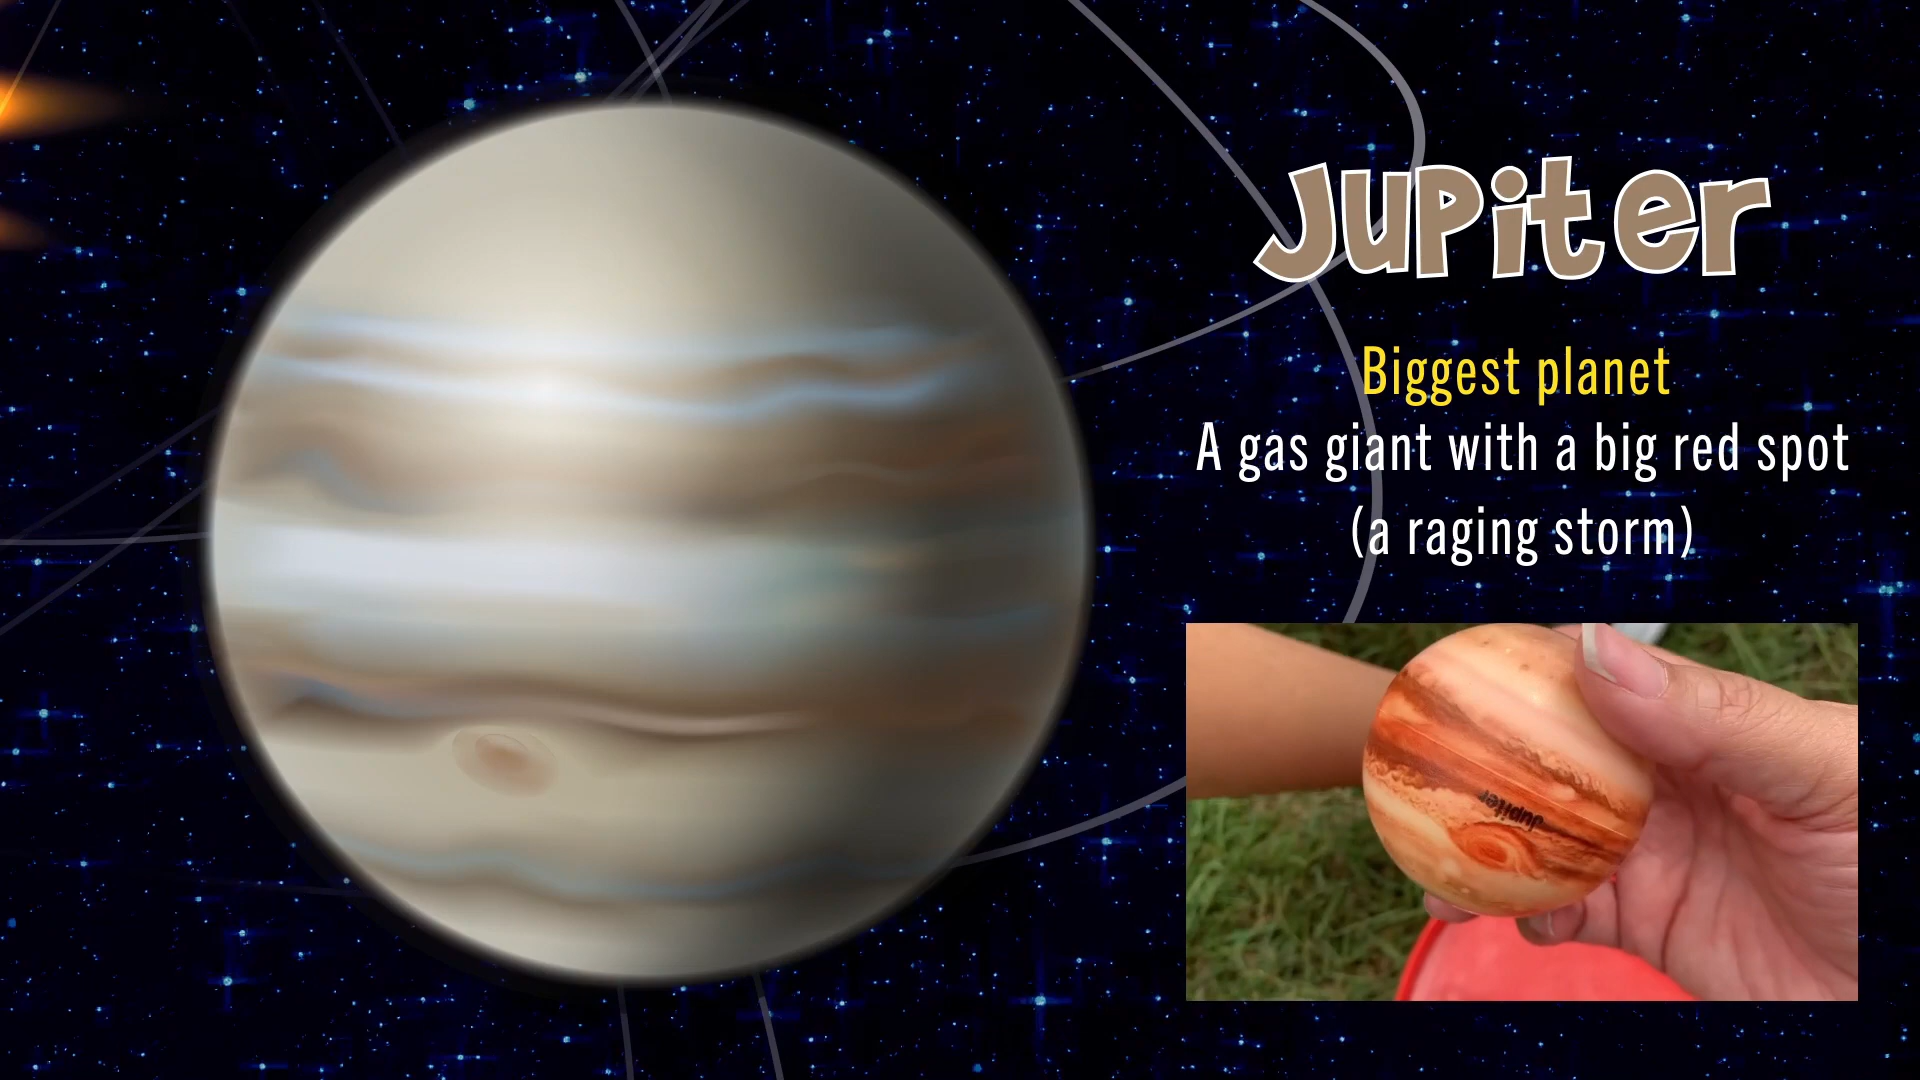 Jupiter
Biggest planet
A gas giant with a big red spot
(a raging storm)
Jupiter